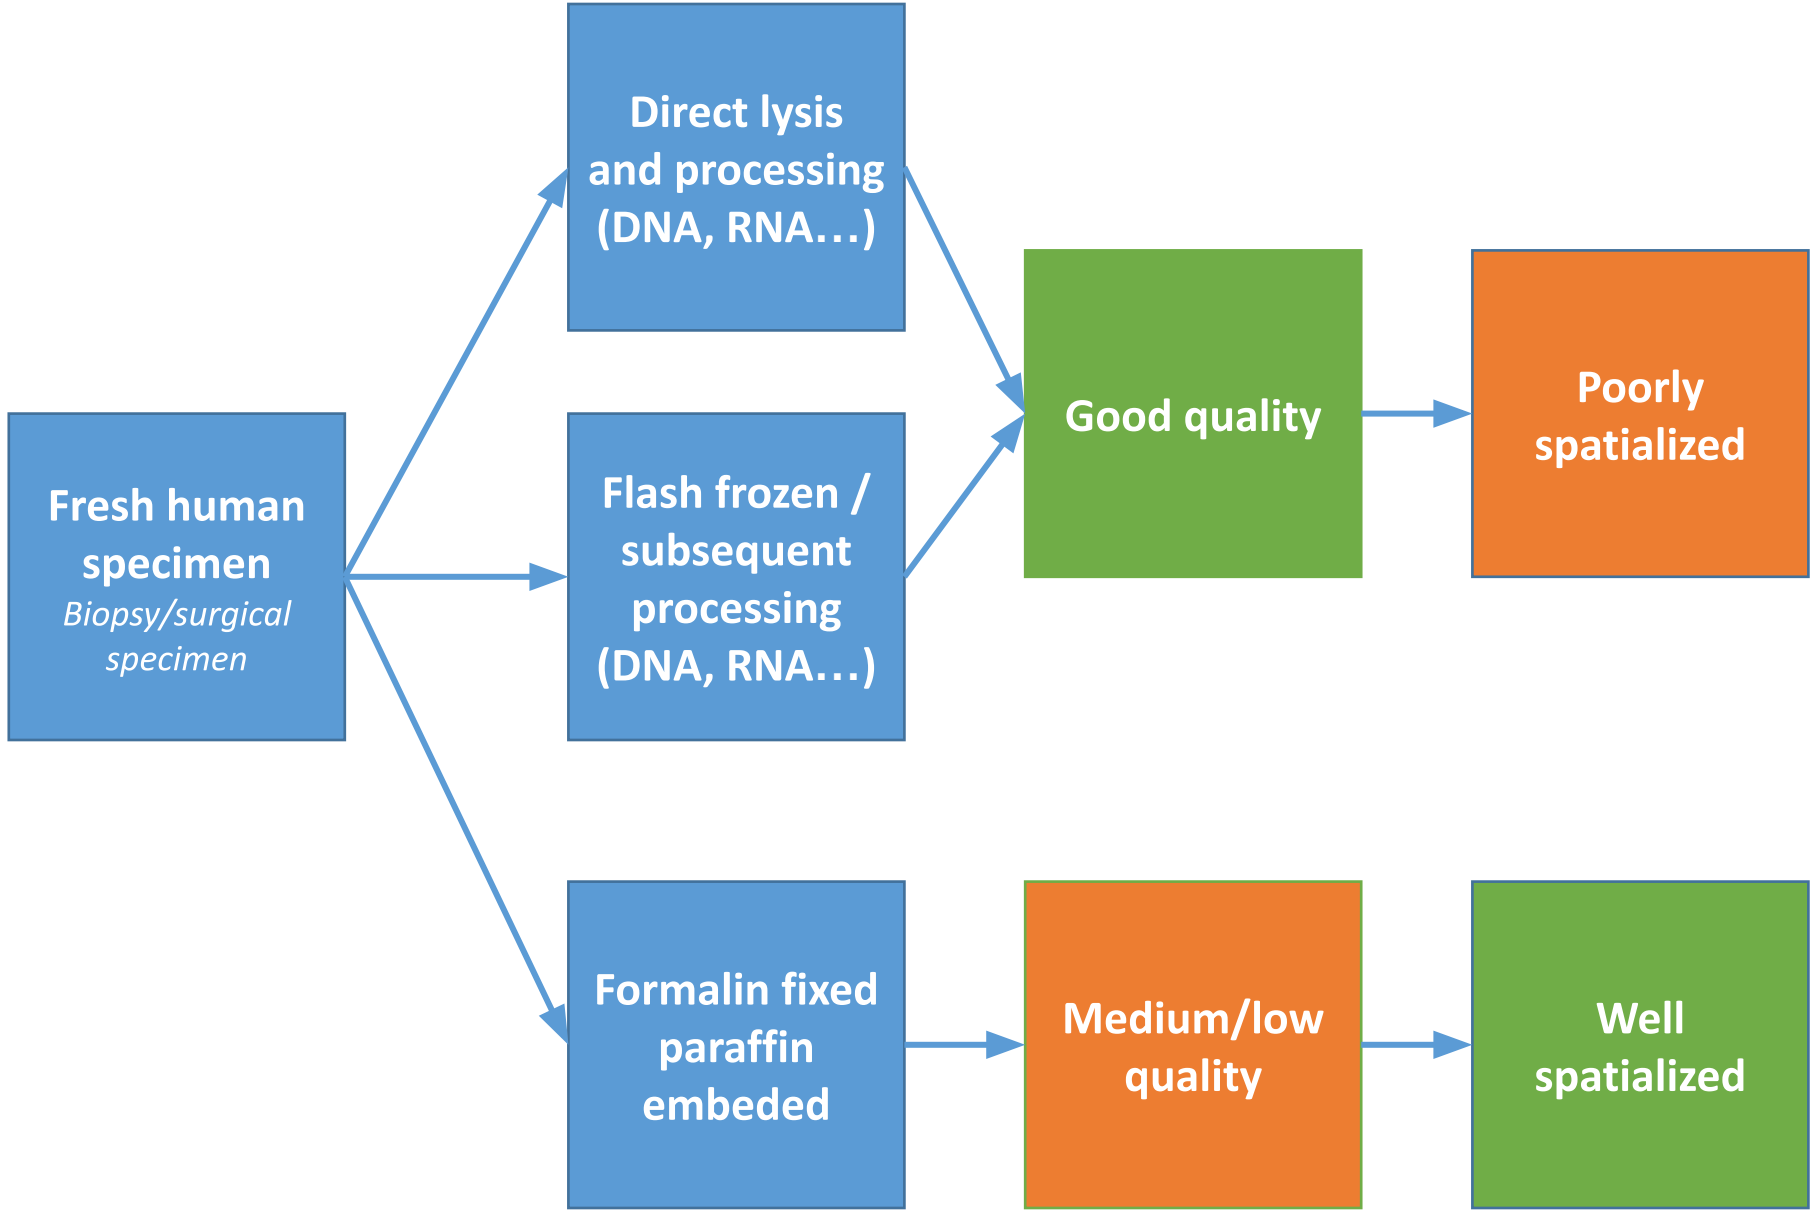 Direct lysis
and processing
(DNA, RNA...)
Good quality
Poorly
spatialized
Fresh human
specimen
Biopsy/surgical
specimen
Flash frozen /
subsequent
processing
(DNA, RNA...)
Formalin fixed
paraffin
embeded
Medium/low
quality
Well
spatialized